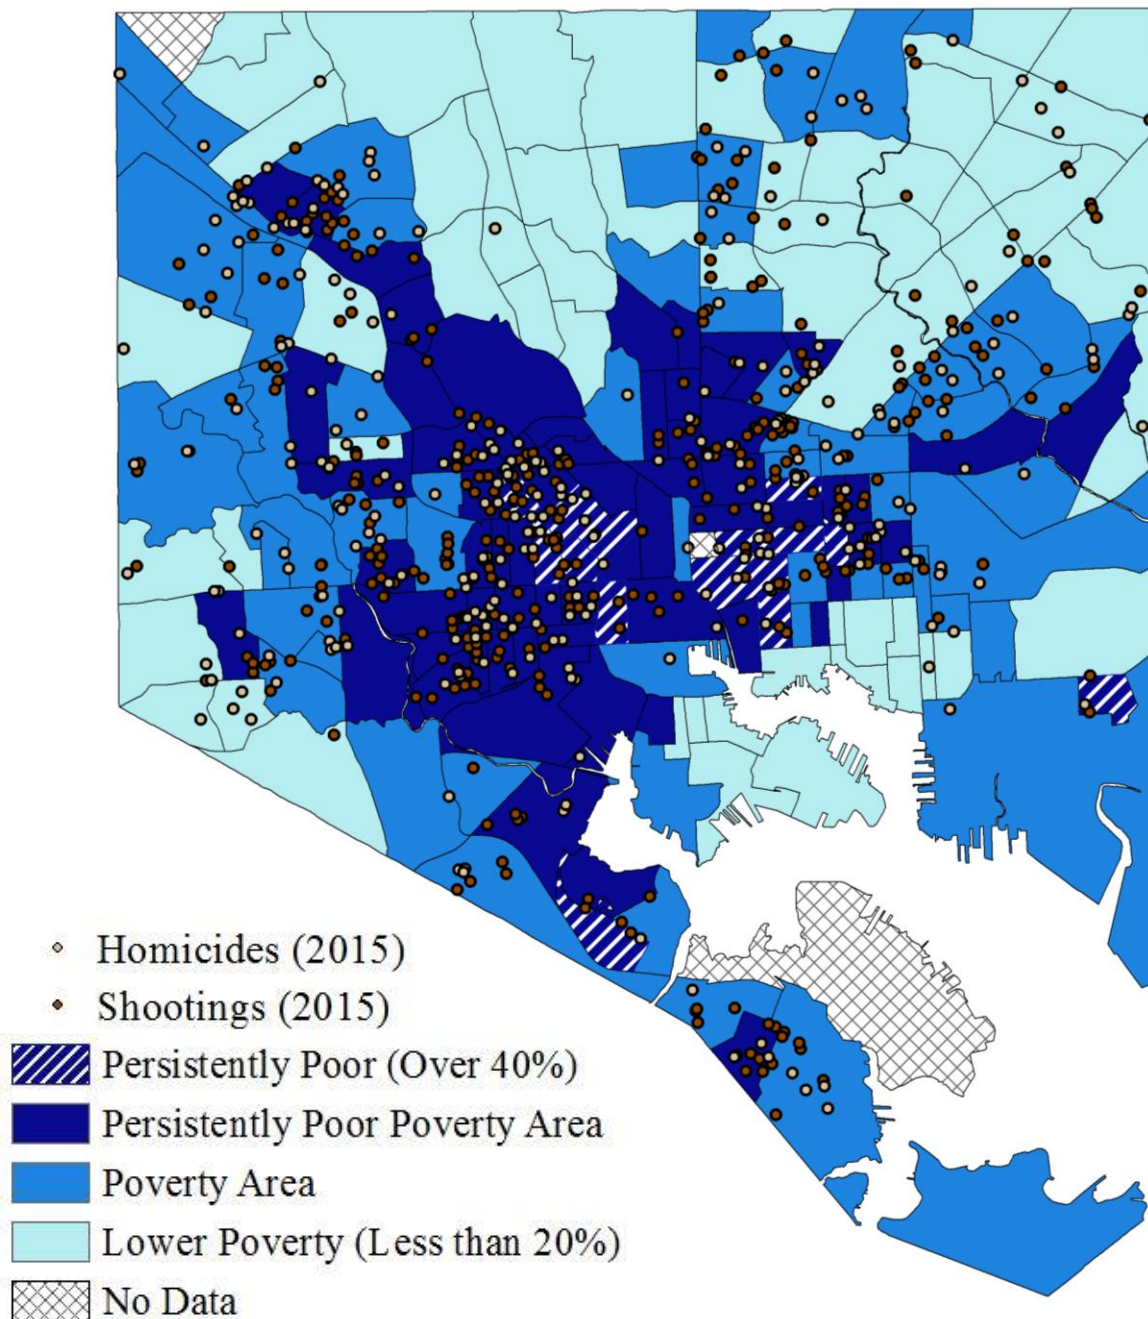 Homicides (2015)
Shootings (2015)
Persistently Poor (Over 40%)
Persistently Poor Poverty Area
Poverty Area
Lower Poverty (Less than 20%)
No Data